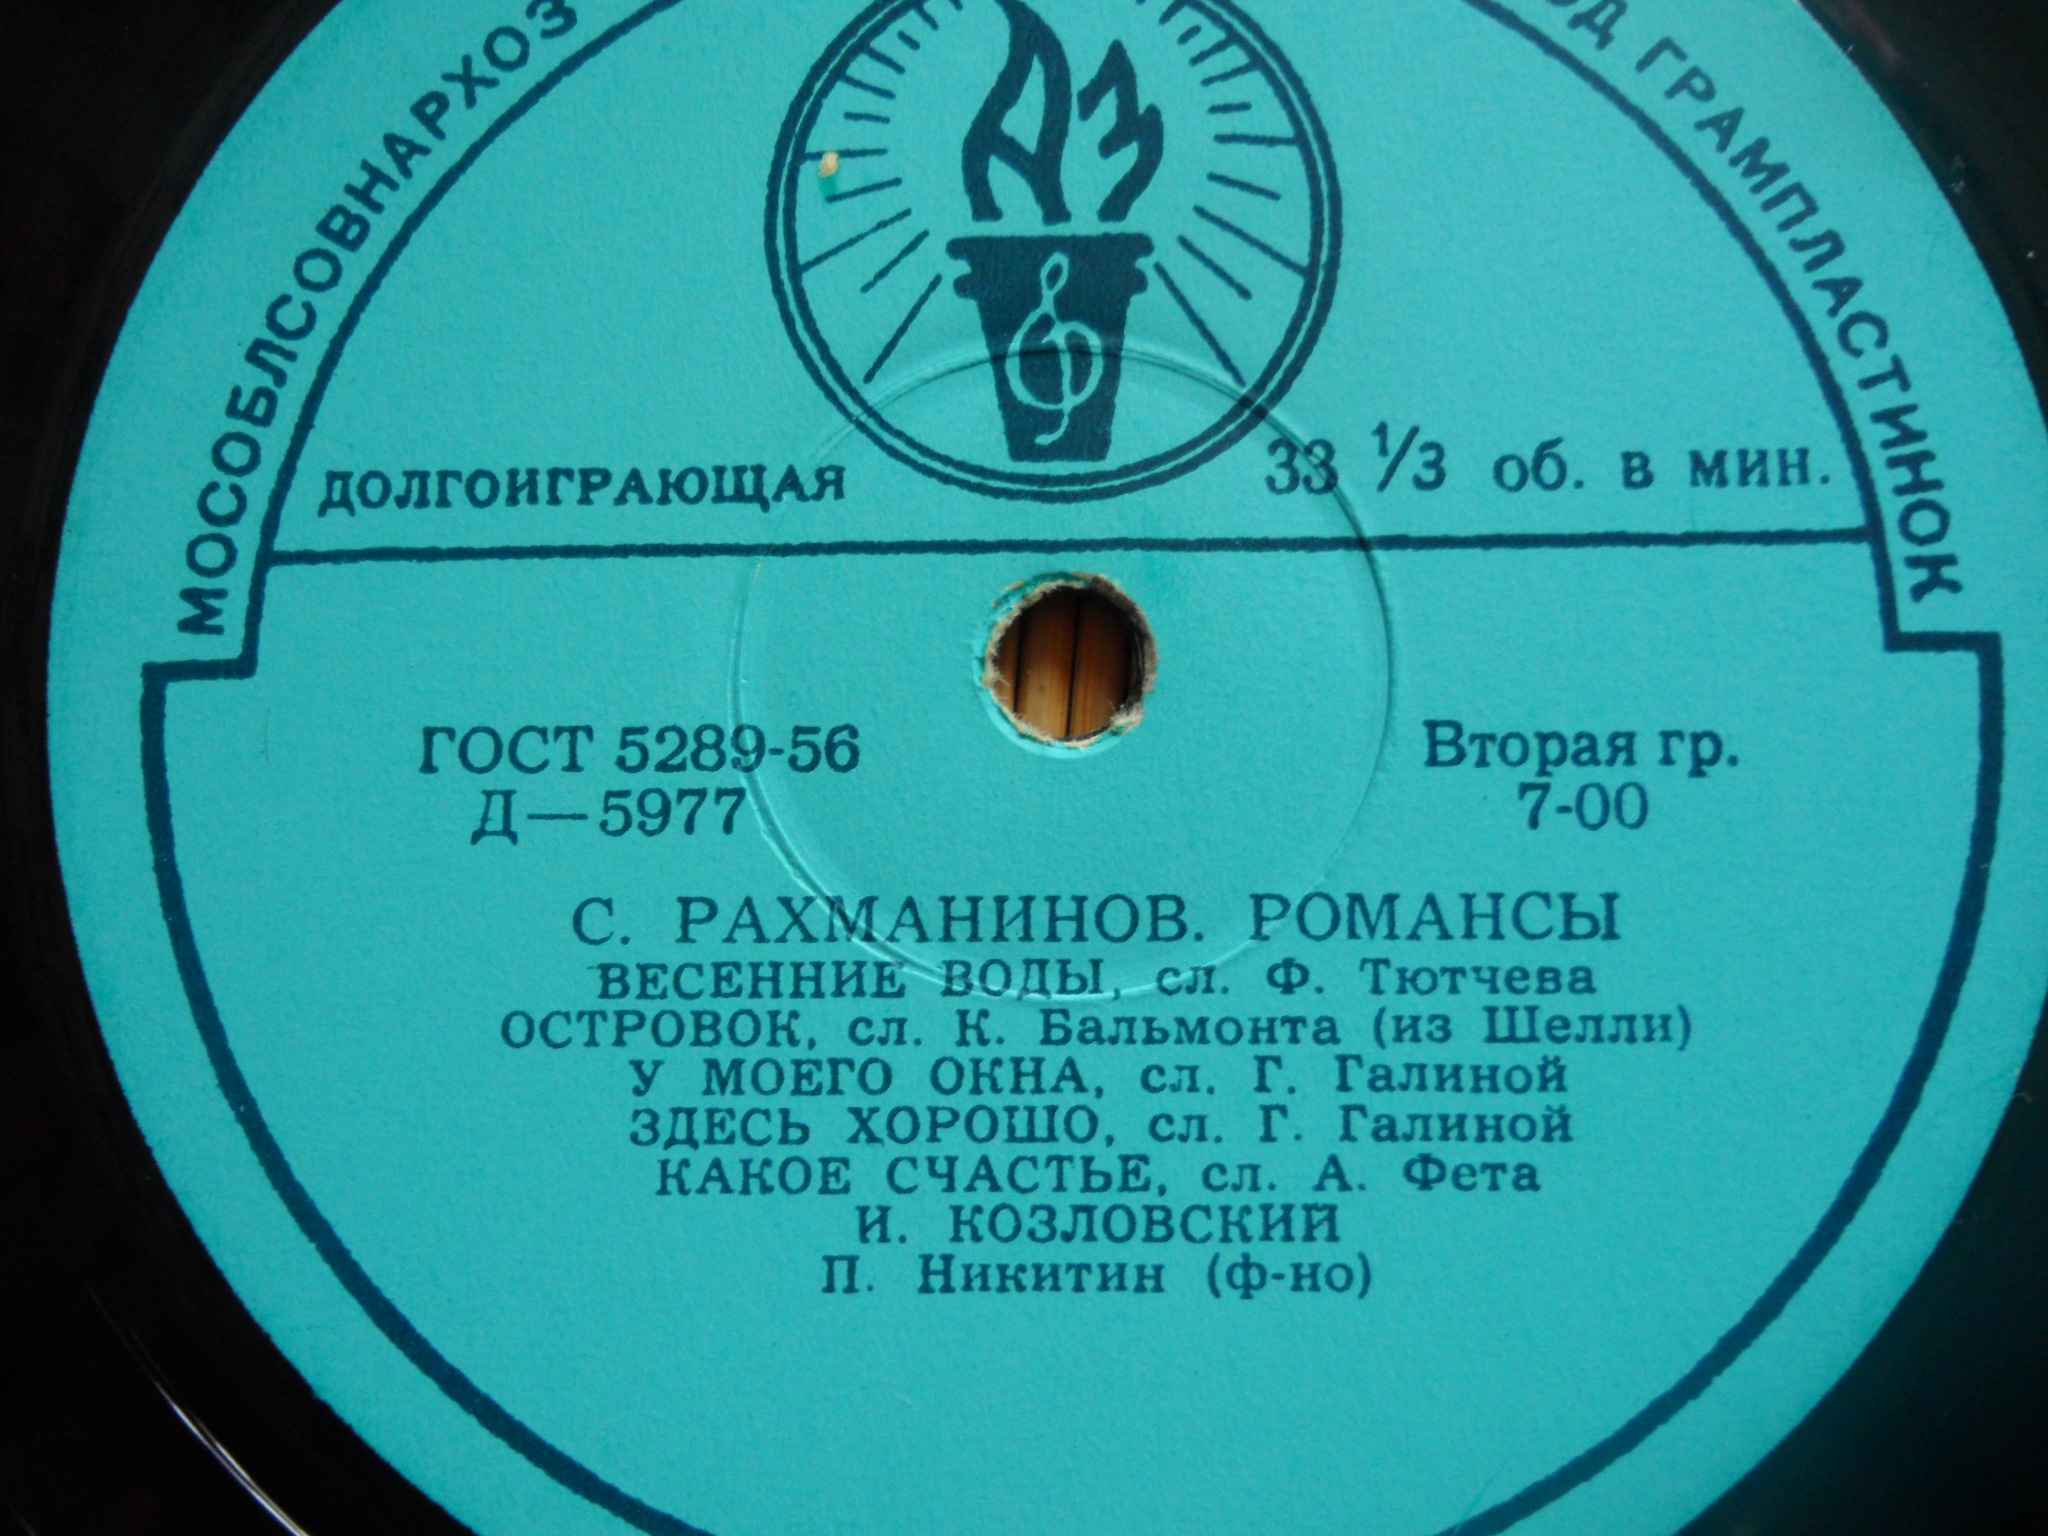 МОСОБЛСОВНАРХОЗ
ГРАМПЛАСТИНОК
АЗ
ДОЛГОИГРАЮЩАЯ
33 1/3 об. в мин.
ГОСТ 5289-56
Вторая гр.
Д—5977
7-00
С. РАХМАНИНОВ. РОМАНСЫ
ВЕСЕННИЕ ВОДЫ, сл. Ф. Тютчева
ОСТРОВОК, сл. К. Бальмонта (из Шелли)
У МОЕГО ОКНА, сл. Г. Галиной
ЗДЕСЬ ХОРОШО, сл. Г. Галиной
КАКОЕ СЧАСТЬЕ, сл. А. Фета
И. КОЗЛОВСКИЙ
П. Никитин (ф-но)